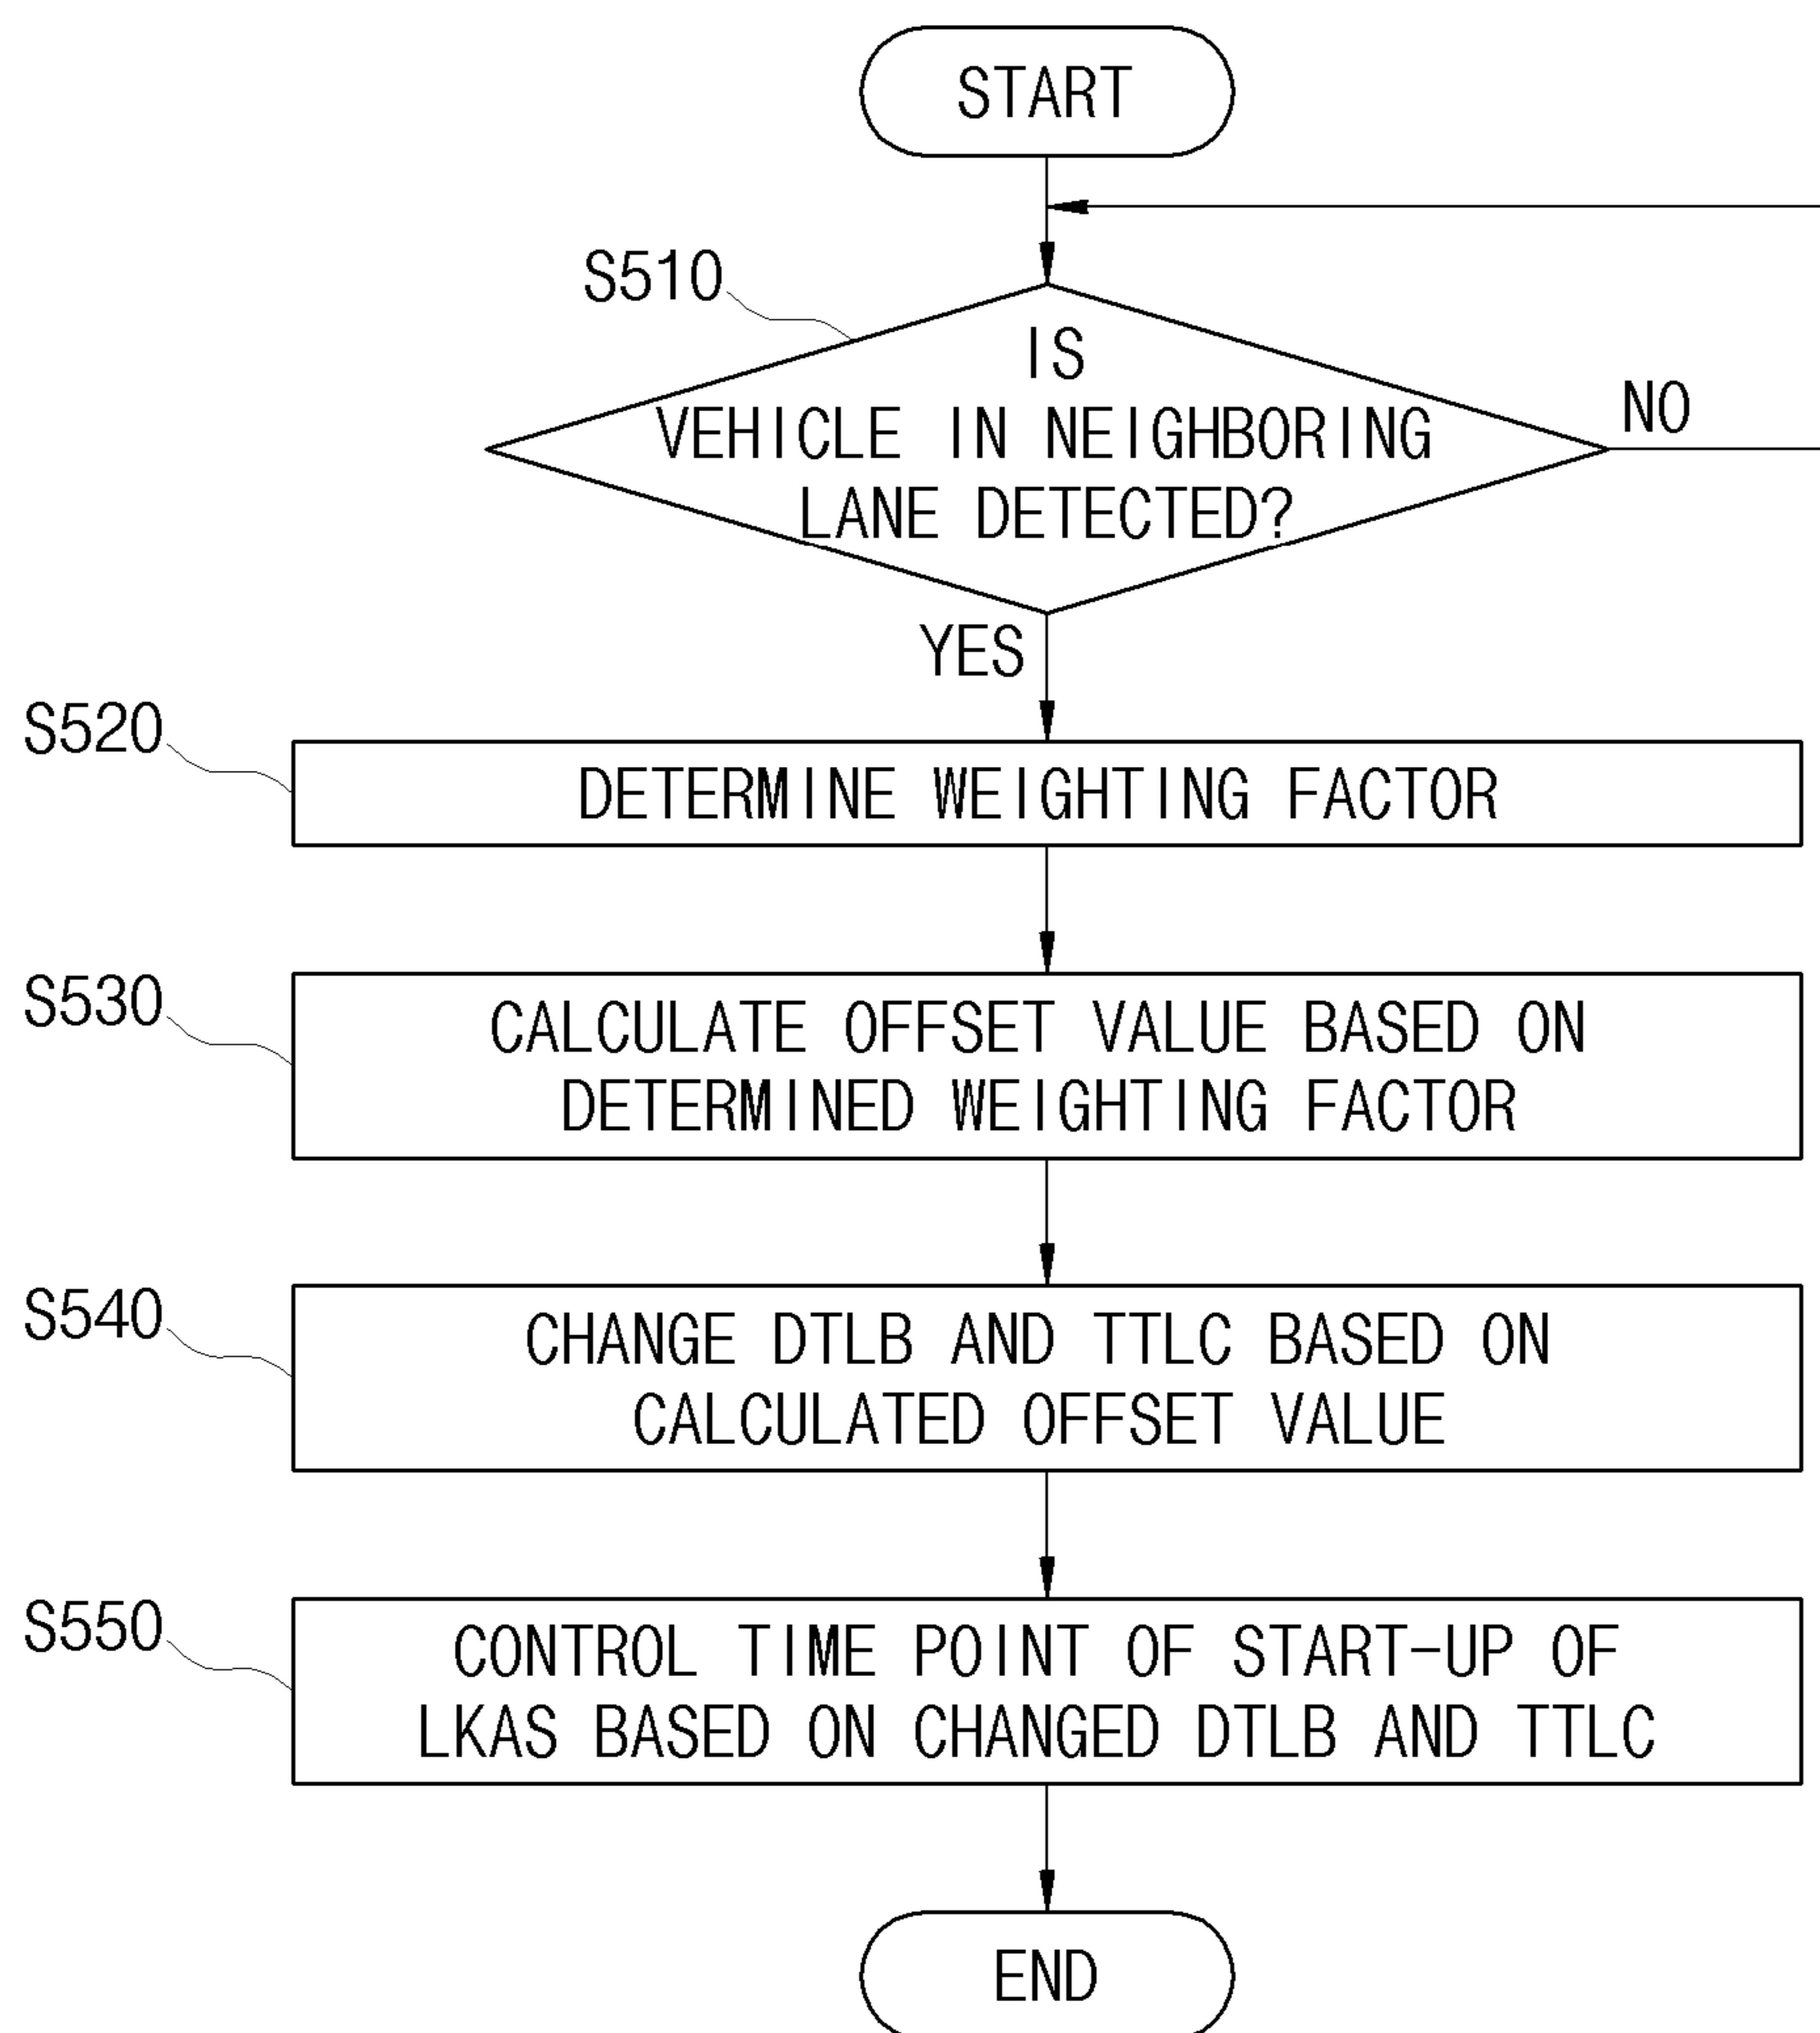 START
S510
IS
VEHICLE IN NEIGHBORING
LANE DETECTED?
NO
YES
S520
DETERMINE WEIGHTING FACTOR
S530
CALCULATE OFFSET VALUE BASED ON
DETERMINED WEIGHTING FACTOR
S540
CHANGE DTLB AND TTLC BASED ON
CALCULATED OFFSET VALUE
S550
CONTROL TIME POINT OF START-UP OF
LKAS BASED ON CHANGED DTLB AND TTLC
END